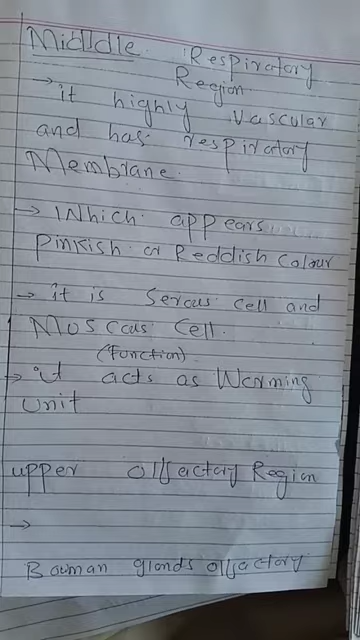 Middle Respiratory
Region
→ it highly vascular
and has respiratory
Membrane.
→ Which appears
Pinkish or Reddish Colour
→ it is Serous cell and
Moscous Cell.
(Function)
→ it acts as Warming
Unit
upper olfactory Region
→
Bowman glands olfactory